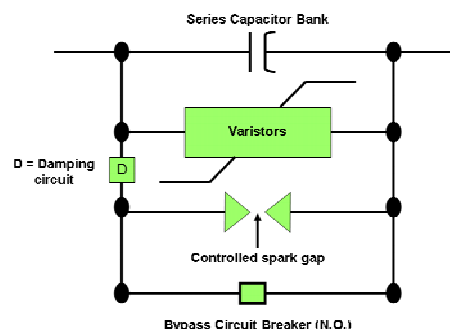 Series Capacitor Bank
Varistors
D = Damping
circuit
D
Controlled spark gap
Bypass Circuit Breaker (N.O.)